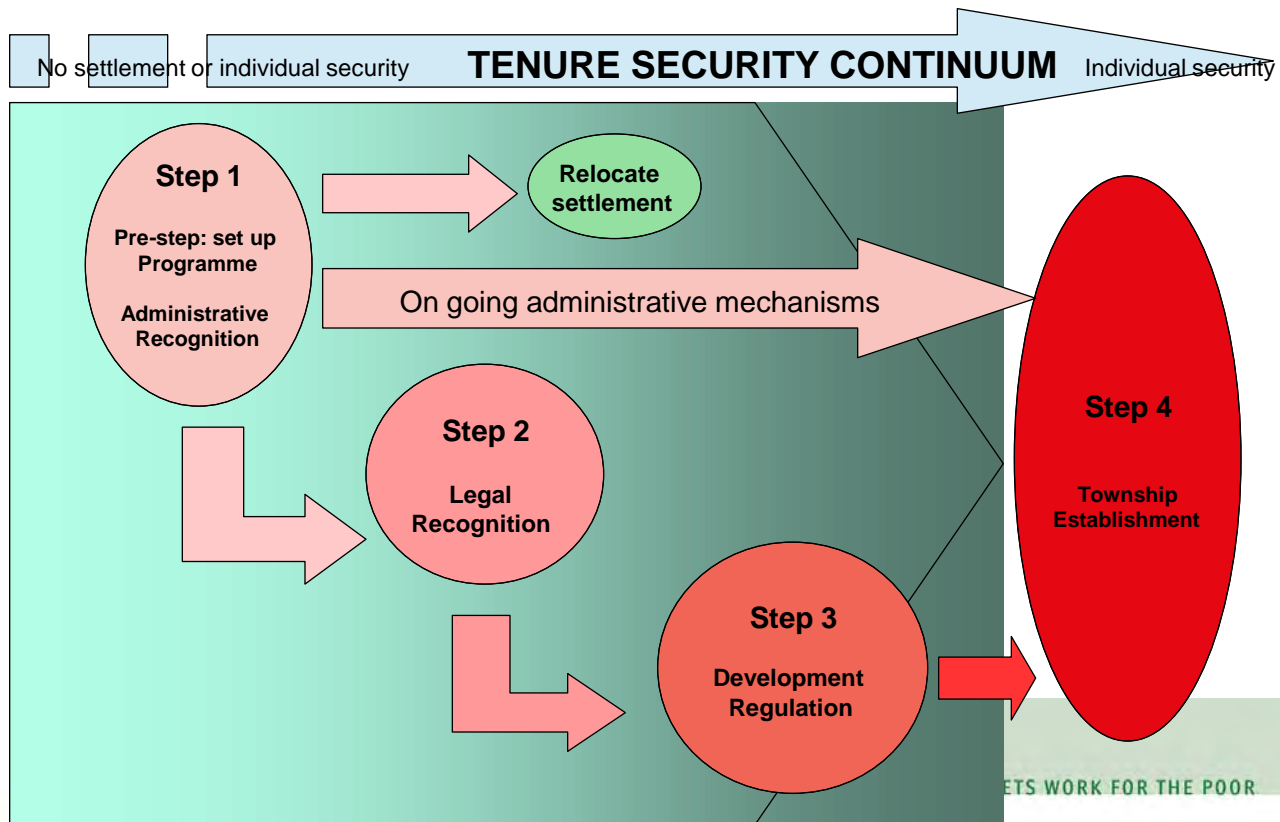 No settlement or individual security
TENURE SECURITY CONTINUUM
Individual security
Step 1
Pre-step: set up
Programme
Administrative
Recognition
Relocate
settlement
On going administrative mechanisms
Step 2
Legal
Recognition
Step 3
Development
Regulation
Step 4
Township
Establishment
ETS WORK FOR THE POOR